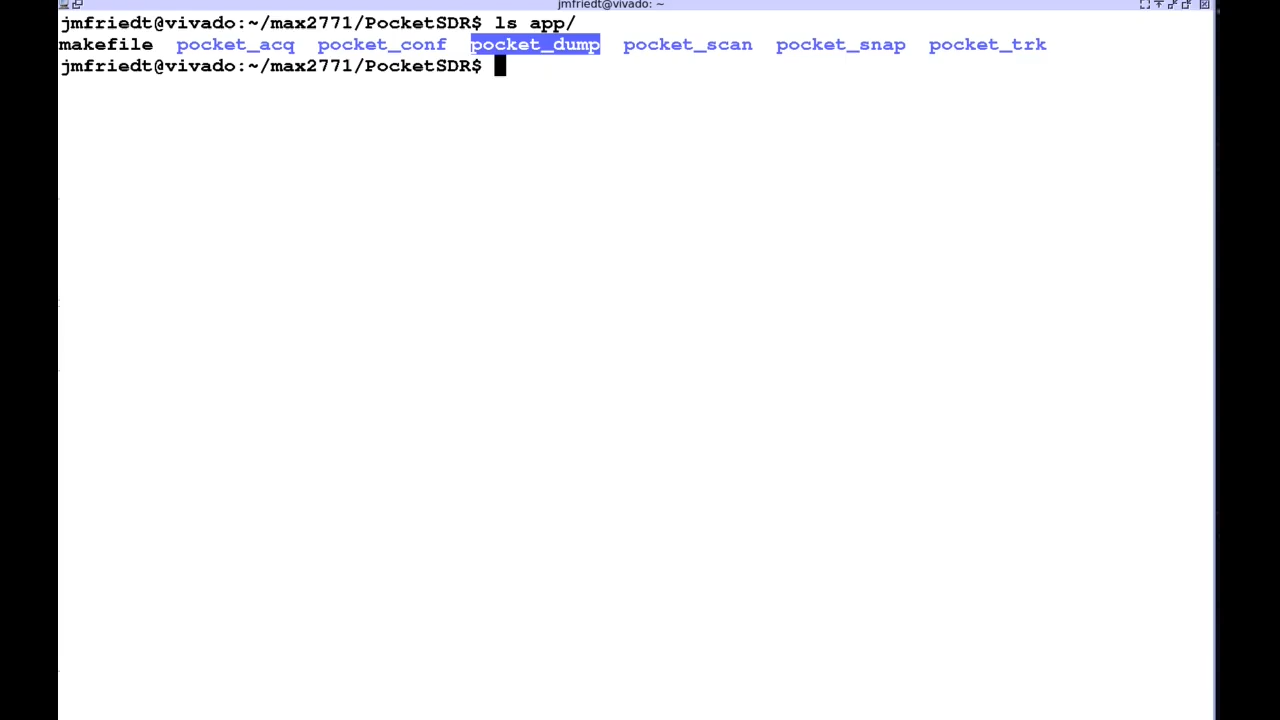 jmfriedt@vivado: ~
jmfriedt@vivado:~/max2771/PocketSDR$ ls app/
makefile pocket_acq pocket_conf pocket_dump pocket_scan pocket_snap pocket_trk
jmfriedt@vivado:~/max2771/PocketSDR$